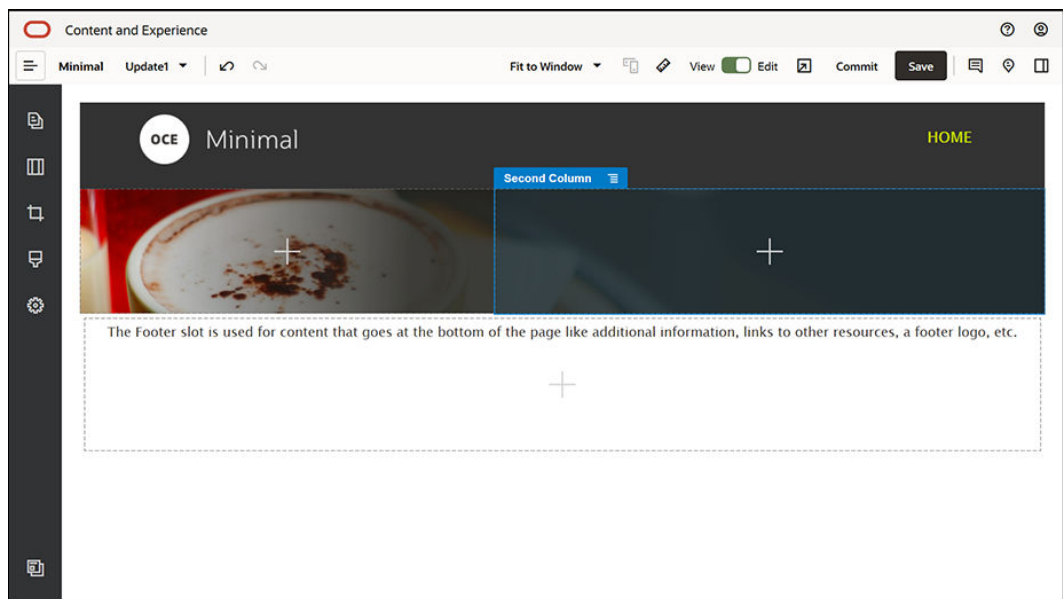 Content and Experience
Minimal Update1 Fit to Window View Edit Commit Save
OCE Minimal HOME
Second Column
The Footer slot is used for content that goes at the bottom of the page like additional information, links to other resources, a footer logo, etc.